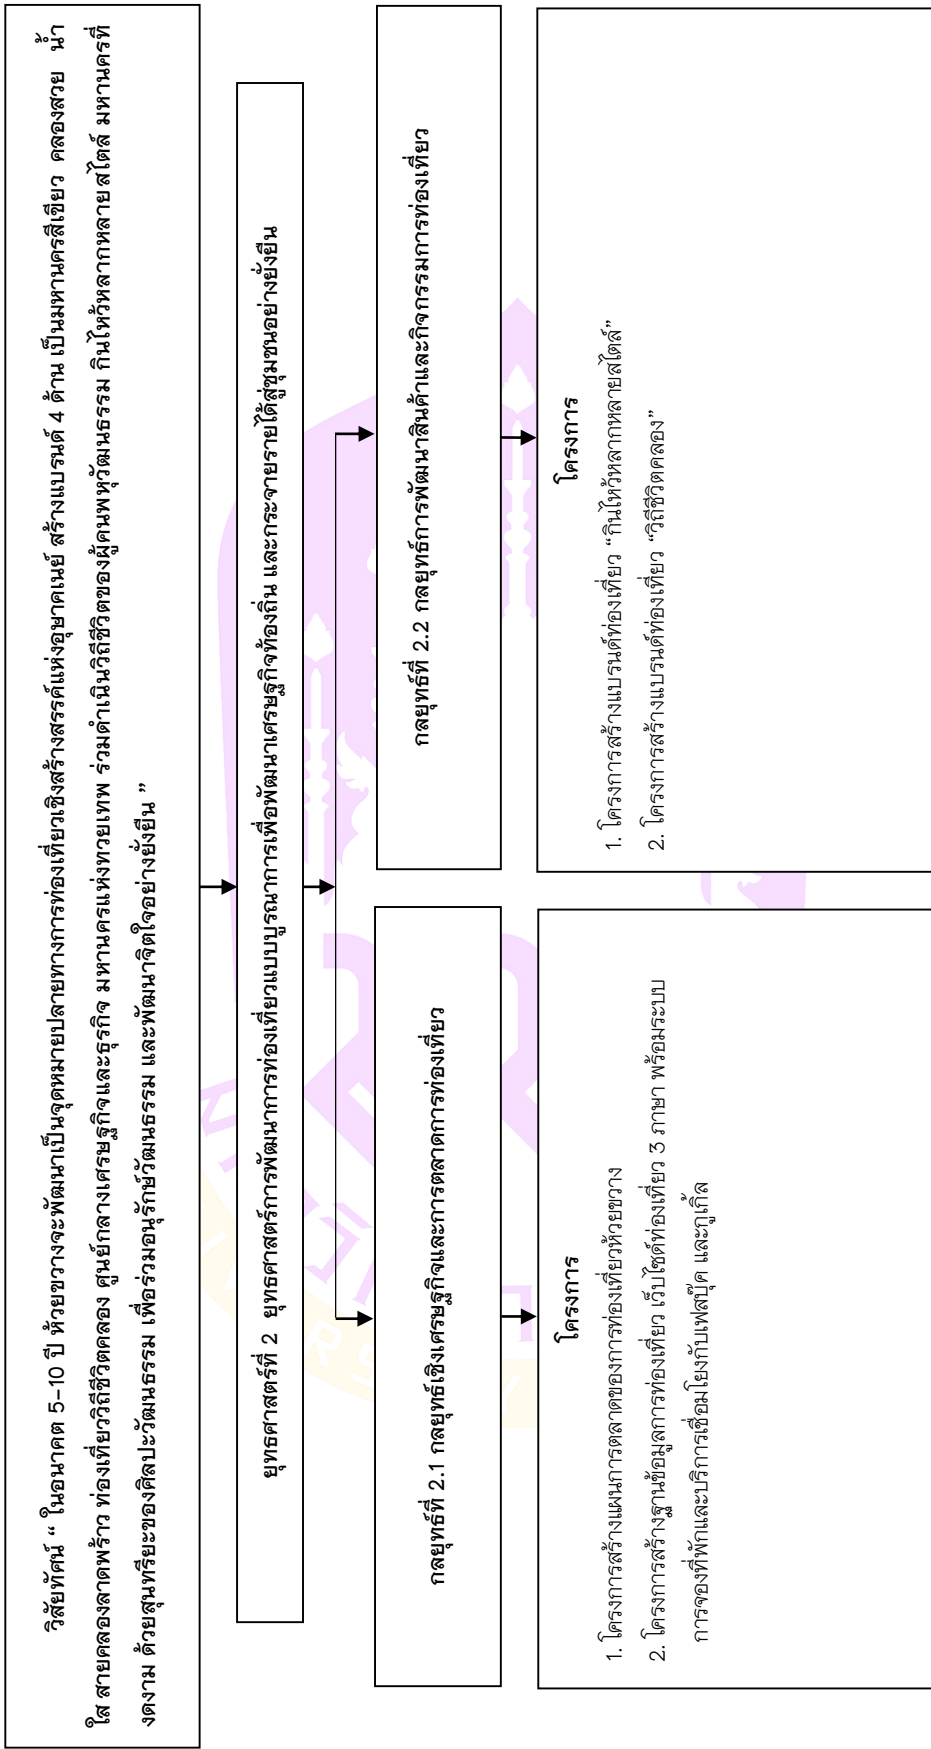 วิสัยทัศน์ “ ในอนาคต 5-10 ปี ห้วยขวางจะพัฒนาเป็นจุดหมายปลายทางการท่องเที่ยวเชิงสร้างสรรค์แห่งอุษาคเนย์ สร้างแบรนด์ 4 ด้าน เป็นมหานครสีเขียว คลองสวย น้ำ
ใส สายคลองลาดพร้าว ท่องเที่ยววิถีชีวิตคลอง ศูนย์กลางเศรษฐกิจและธุรกิจ มหานครแห่งทวยเทพ ร่วมดำเนินวิถีชีวิตของผู้คนพหุวัฒนธรรม กินไหว้หลากหลายสไตล์ มหานครที่
งดงาม ด้วยสุนทรียะของศิลปะวัฒนธรรม เพื่อร่วมอนุรักษ์วัฒนธรรม และพัฒนาจิตใจอย่างยั่งยืน ”
ยุทธศาสตร์ที่ 2 ยุทธศาสตร์การพัฒนาการท่องเที่ยวแบบบูรณาการเพื่อพัฒนาเศรษฐกิจท้องถิ่น และกระจายรายได้สู่ชุมชนอย่างยั่งยืน
กลยุทธ์ที่ 2.1 กลยุทธ์เชิงเศรษฐกิจและการตลาดการท่องเที่ยว
โครงการ
1. โครงการสร้างแผนการตลาดของการท่องเที่ยวห้วยขวาง
2. โครงการสร้างฐานข้อมูลการท่องเที่ยว เว็บไซต์ท่องเที่ยว 3 ภาษา พร้อมระบบ
การจองที่พักและบริการเชื่อมโยงกับเฟสบุ๊ค และกูเกิ้ล
กลยุทธ์ที่ 2.2 กลยุทธ์การพัฒนาสินค้าและกิจกรรมการท่องเที่ยว
โครงการ
1. โครงการสร้างแบรนด์ท่องเที่ยว “กินไหว้หลากหลายสไตล์”
2. โครงการสร้างแบรนด์ท่องเที่ยว “วิถีชีวิตคลอง”